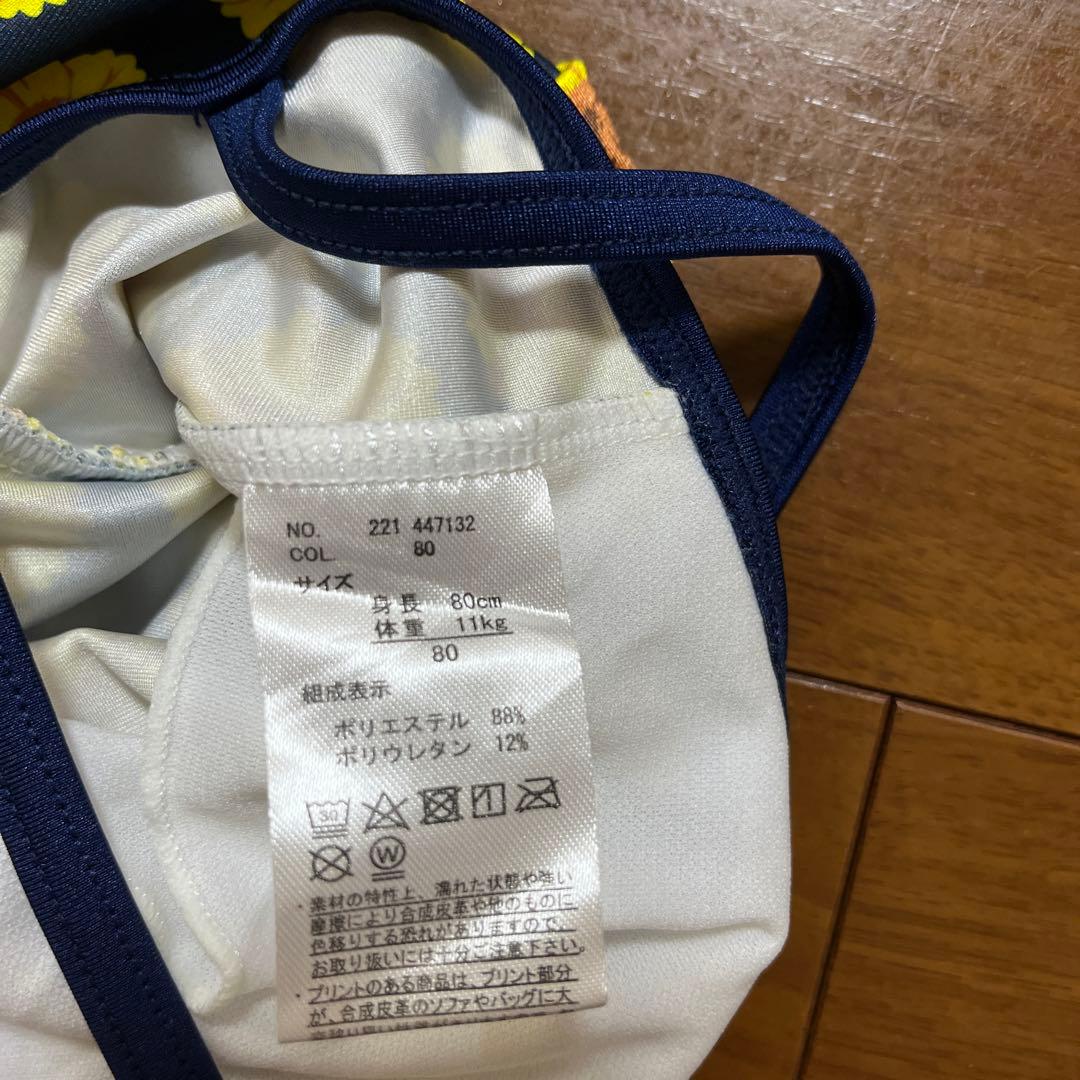 NO. 221 447132
COL. 80
サイズ
身長 80cm
体重 11kg
80
組成表示
ポリエステル 88%
ポリウレタン 12%
30
W
・素材の特性上、濡れた状態や強い
摩擦により合成皮革や他のものに
色移りする恐れがありますので、
お取り扱いには十分ご注意下さい。
・プリントのある商品は、プリント部分
が、合成皮革のソファやバッグに大